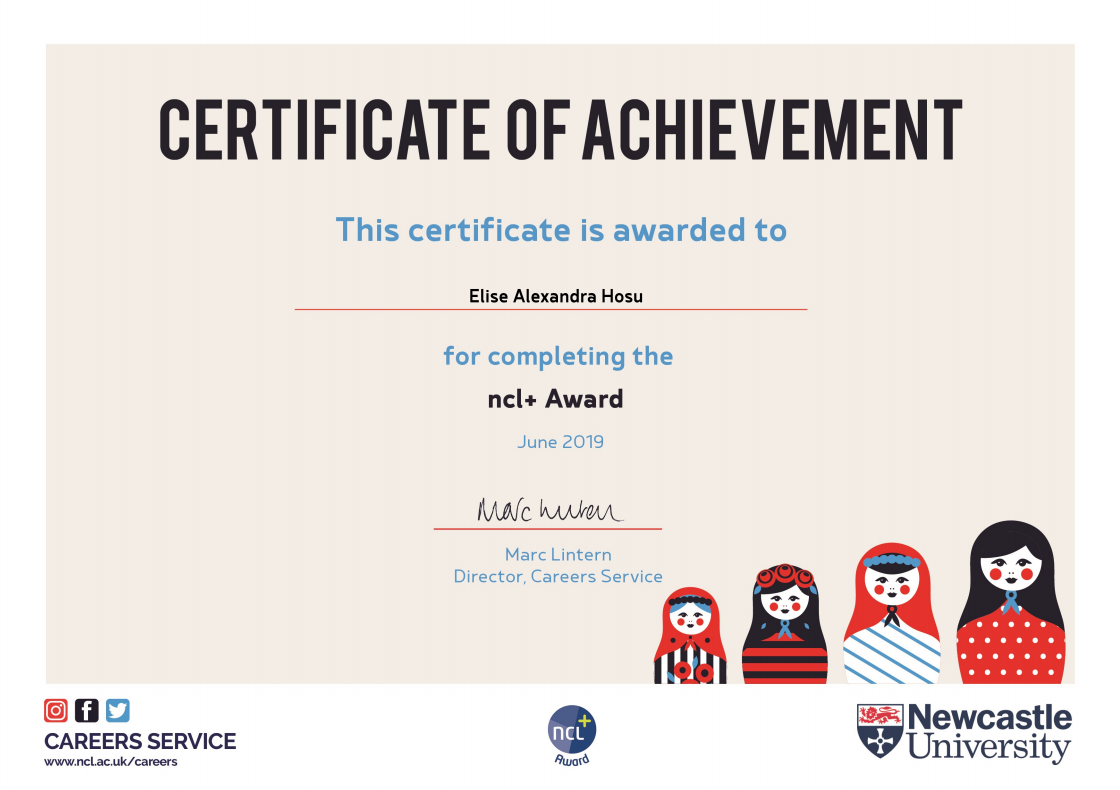 CERTIFICATE OF ACHIEVEMENT
This certificate is awarded to
Elise Alexandra Hosu
for completing the
ncl+ Award
June 2019
Marc Lintern
Marc Lintern
Director, Careers Service
CAREERS SERVICE
www.ncl.ac.uk/careers
ncl+
Award
Newcastle
University